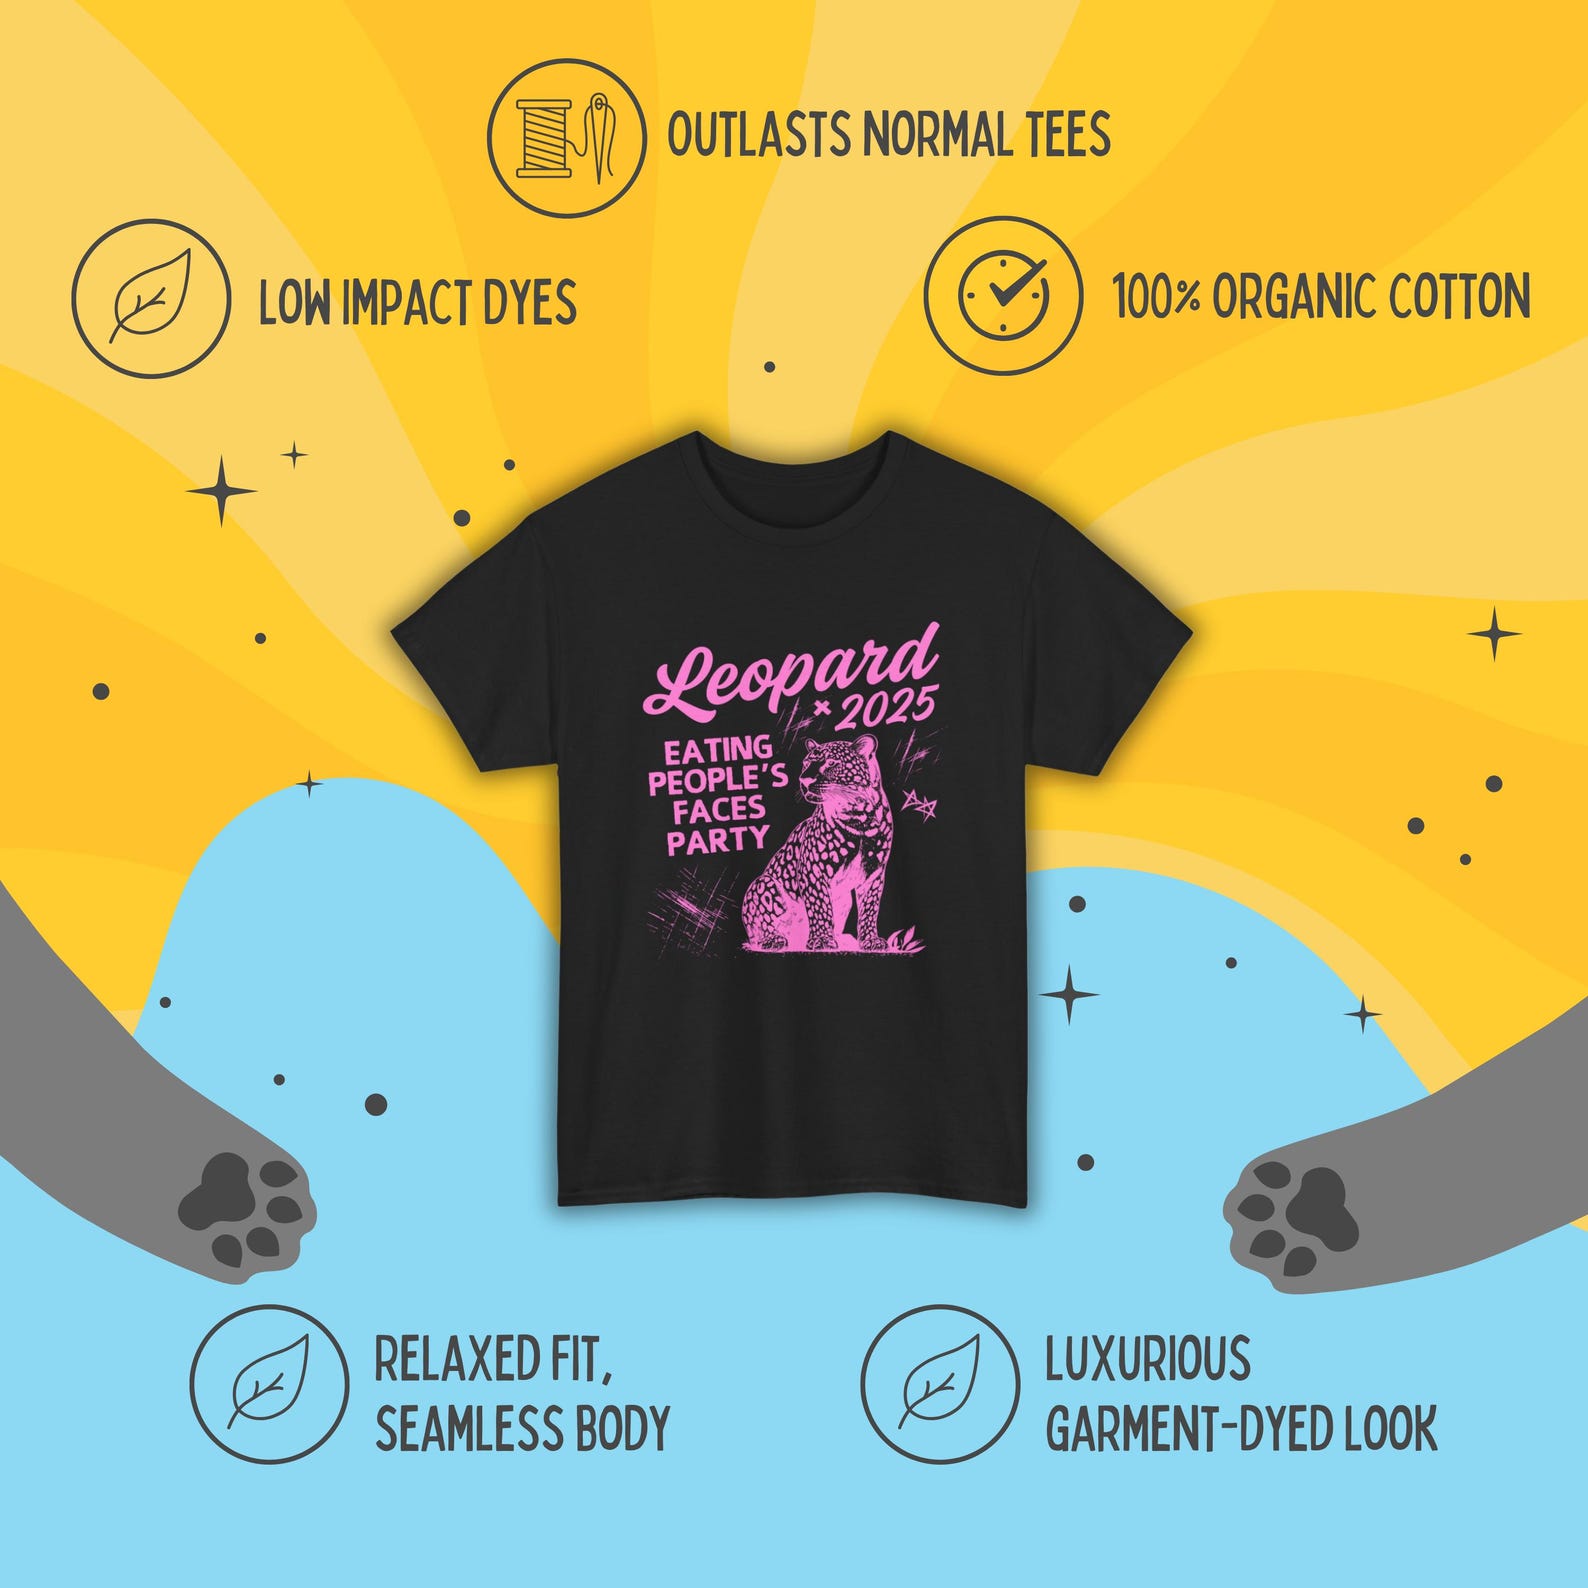 OUTLASTS NORMAL TEES
LOW IMPACT DYES
100% ORGANIC COTTON
Leopard
× 2025
EATING
PEOPLE'S
FACES
PARTY
RELAXED FIT,
SEAMLESS BODY
LUXURIOUS
GARMENT-DYED LOOK